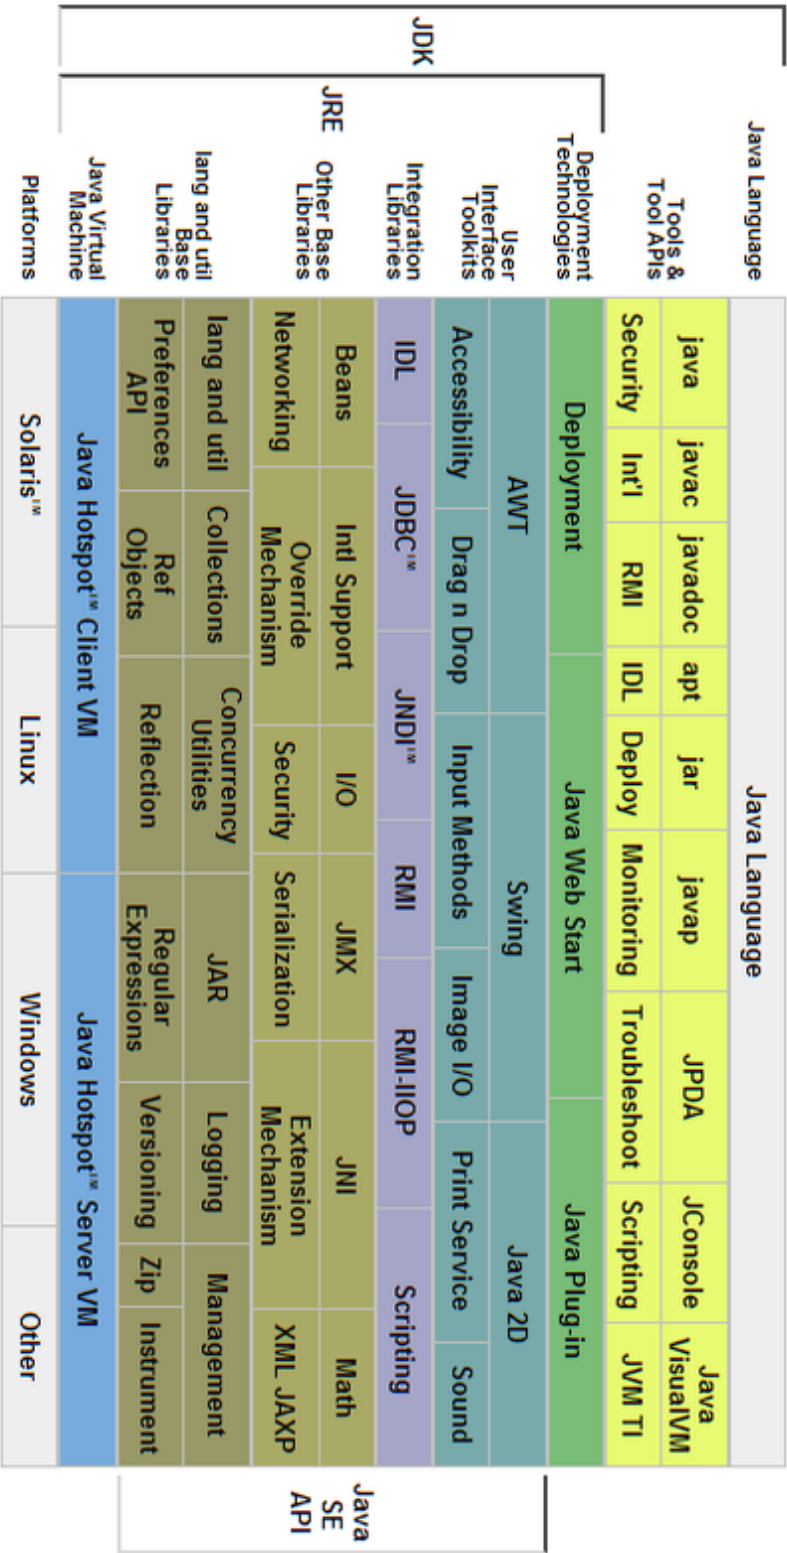 JDK
JRE
Java Language
Java Language
Tools &
Tool APIs
java
javac
javadoc
apt
jar
javap
JPDA
JConsole
Java
VisualVM
Security
Int'l
RMI
IDL
Deploy
Monitoring
Troubleshoot
Scripting
JVM TI
Deployment
Technologies
Deployment
Java Web Start
Java Plug-in
User
Interface
Toolkits
AWT
Swing
Java 2D
Accessibility
Drag n Drop
Input Methods
Image I/O
Print Service
Sound
Integration
Libraries
IDL
JDBC™
JNDI™
RMI
RMI-IIOP
Scripting
Other Base
Libraries
Beans
Intl Support
I/O
JMX
JNI
Math
Networking
Override
Mechanism
Security
Serialization
Extension
Mechanism
XML JAXP
lang and util
Base
Libraries
lang and util
Collections
Concurrency
Utilities
JAR
Logging
Management
Preferences
API
Ref
Objects
Reflection
Regular
Expressions
Versioning
Zip
Instrument
Java Virtual
Machine
Java Hotspot™ Client VM
Java Hotspot™ Server VM
Platforms
Solaris™
Linux
Windows
Other
Java
SE
API